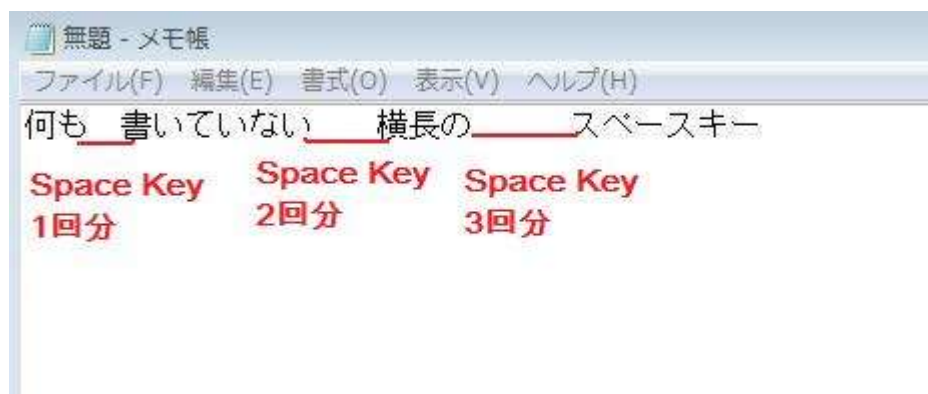 無題 - メモ帳
ファイル(F) 編集(E) 書式(O) 表示(V) ヘルプ(H)
何も　書いていない　　横長の　　　スペースキー
Space Key Space Key Space Key
1回分 2回分 3回分